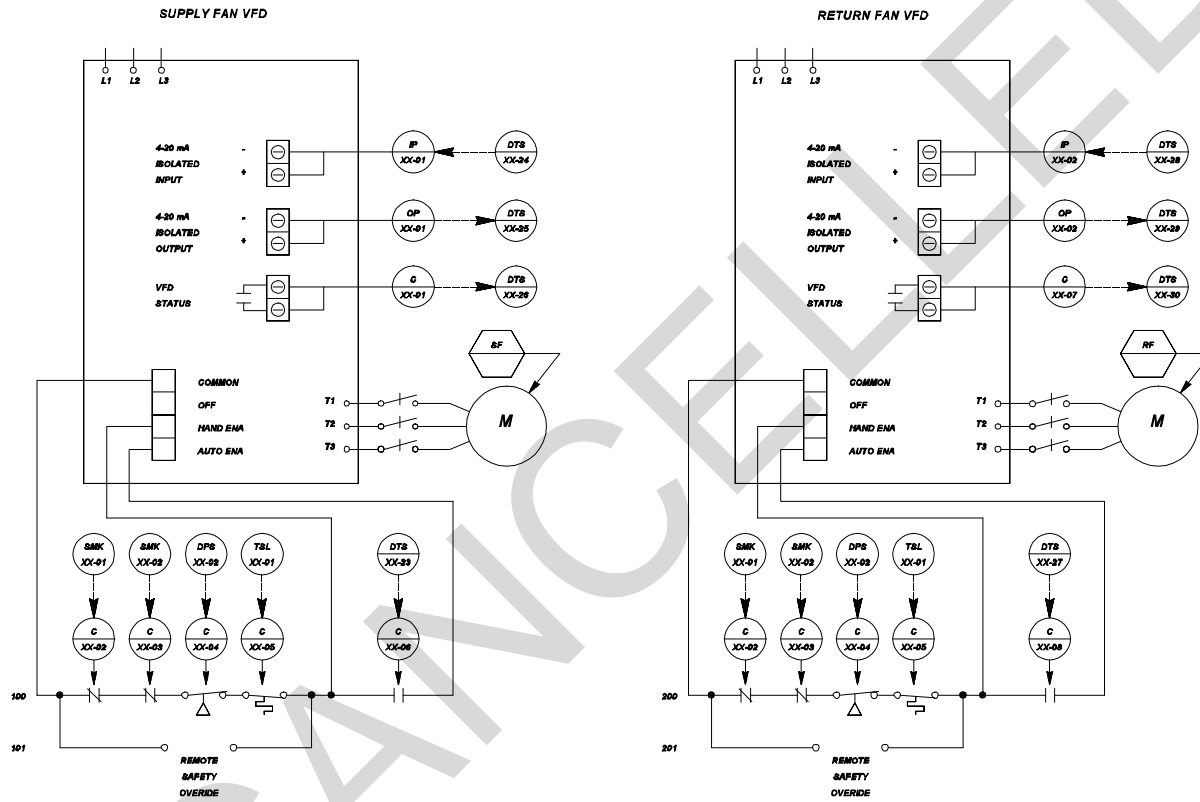 SUPPLY FAN VFD
L1 L2 L3
4-20 mA
ISOLATED
INPUT
-
+
IP
XX-01
DTS
XX-24
4-20 mA
ISOLATED
OUTPUT
-
+
OP
XX-01
DTS
XX-25
VFD
STATUS
C
XX-01
DTS
XX-26
SF
M
COMMON
OFF
HAND ENA
AUTO ENA
T1
T2
T3
SMK
XX-01
SMK
XX-02
DPS
XX-02
TSL
XX-01
DTS
XX-23
C
XX-02
C
XX-03
C
XX-04
C
XX-05
C
XX-06
100
101
REMOTE
SAFETY
OVERIDE
RETURN FAN VFD
L1 L2 L3
4-20 mA
ISOLATED
INPUT
-
+
IP
XX-02
DTS
XX-28
4-20 mA
ISOLATED
OUTPUT
-
+
OP
XX-02
DTS
XX-29
VFD
STATUS
C
XX-07
DTS
XX-30
RF
M
COMMON
OFF
HAND ENA
AUTO ENA
T1
T2
T3
SMK
XX-01
SMK
XX-02
DPS
XX-02
TSL
XX-01
DTS
XX-27
C
XX-02
C
XX-03
C
XX-04
C
XX-05
C
XX-08
200
201
REMOTE
SAFETY
OVERIDE
CANCELLED